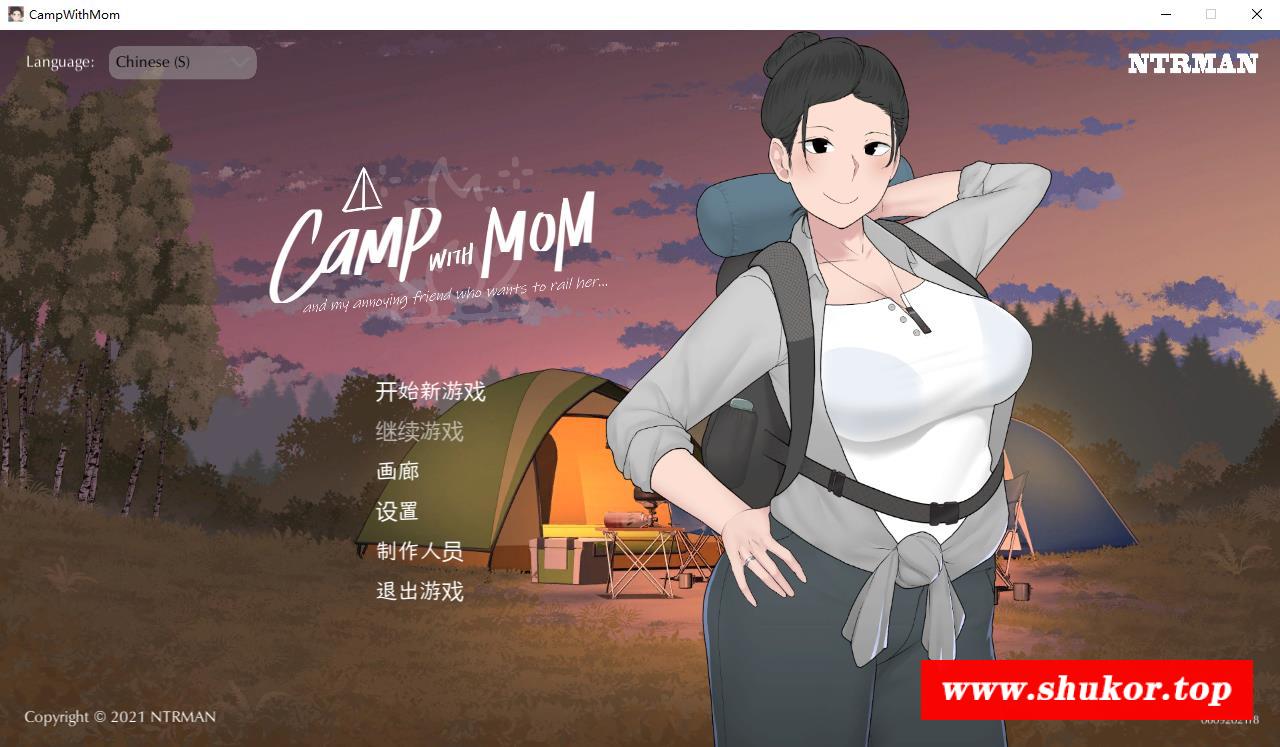 CampWithMom
Language:
Chinese (S)
NTRMAN
CAMP WITH MOM
and my annoying friend who wants to rail her...
开始新游戏
继续游戏
画廊
设置
制作人员
退出游戏
www.shukor.top
Copyright © 2021 NTRMAN